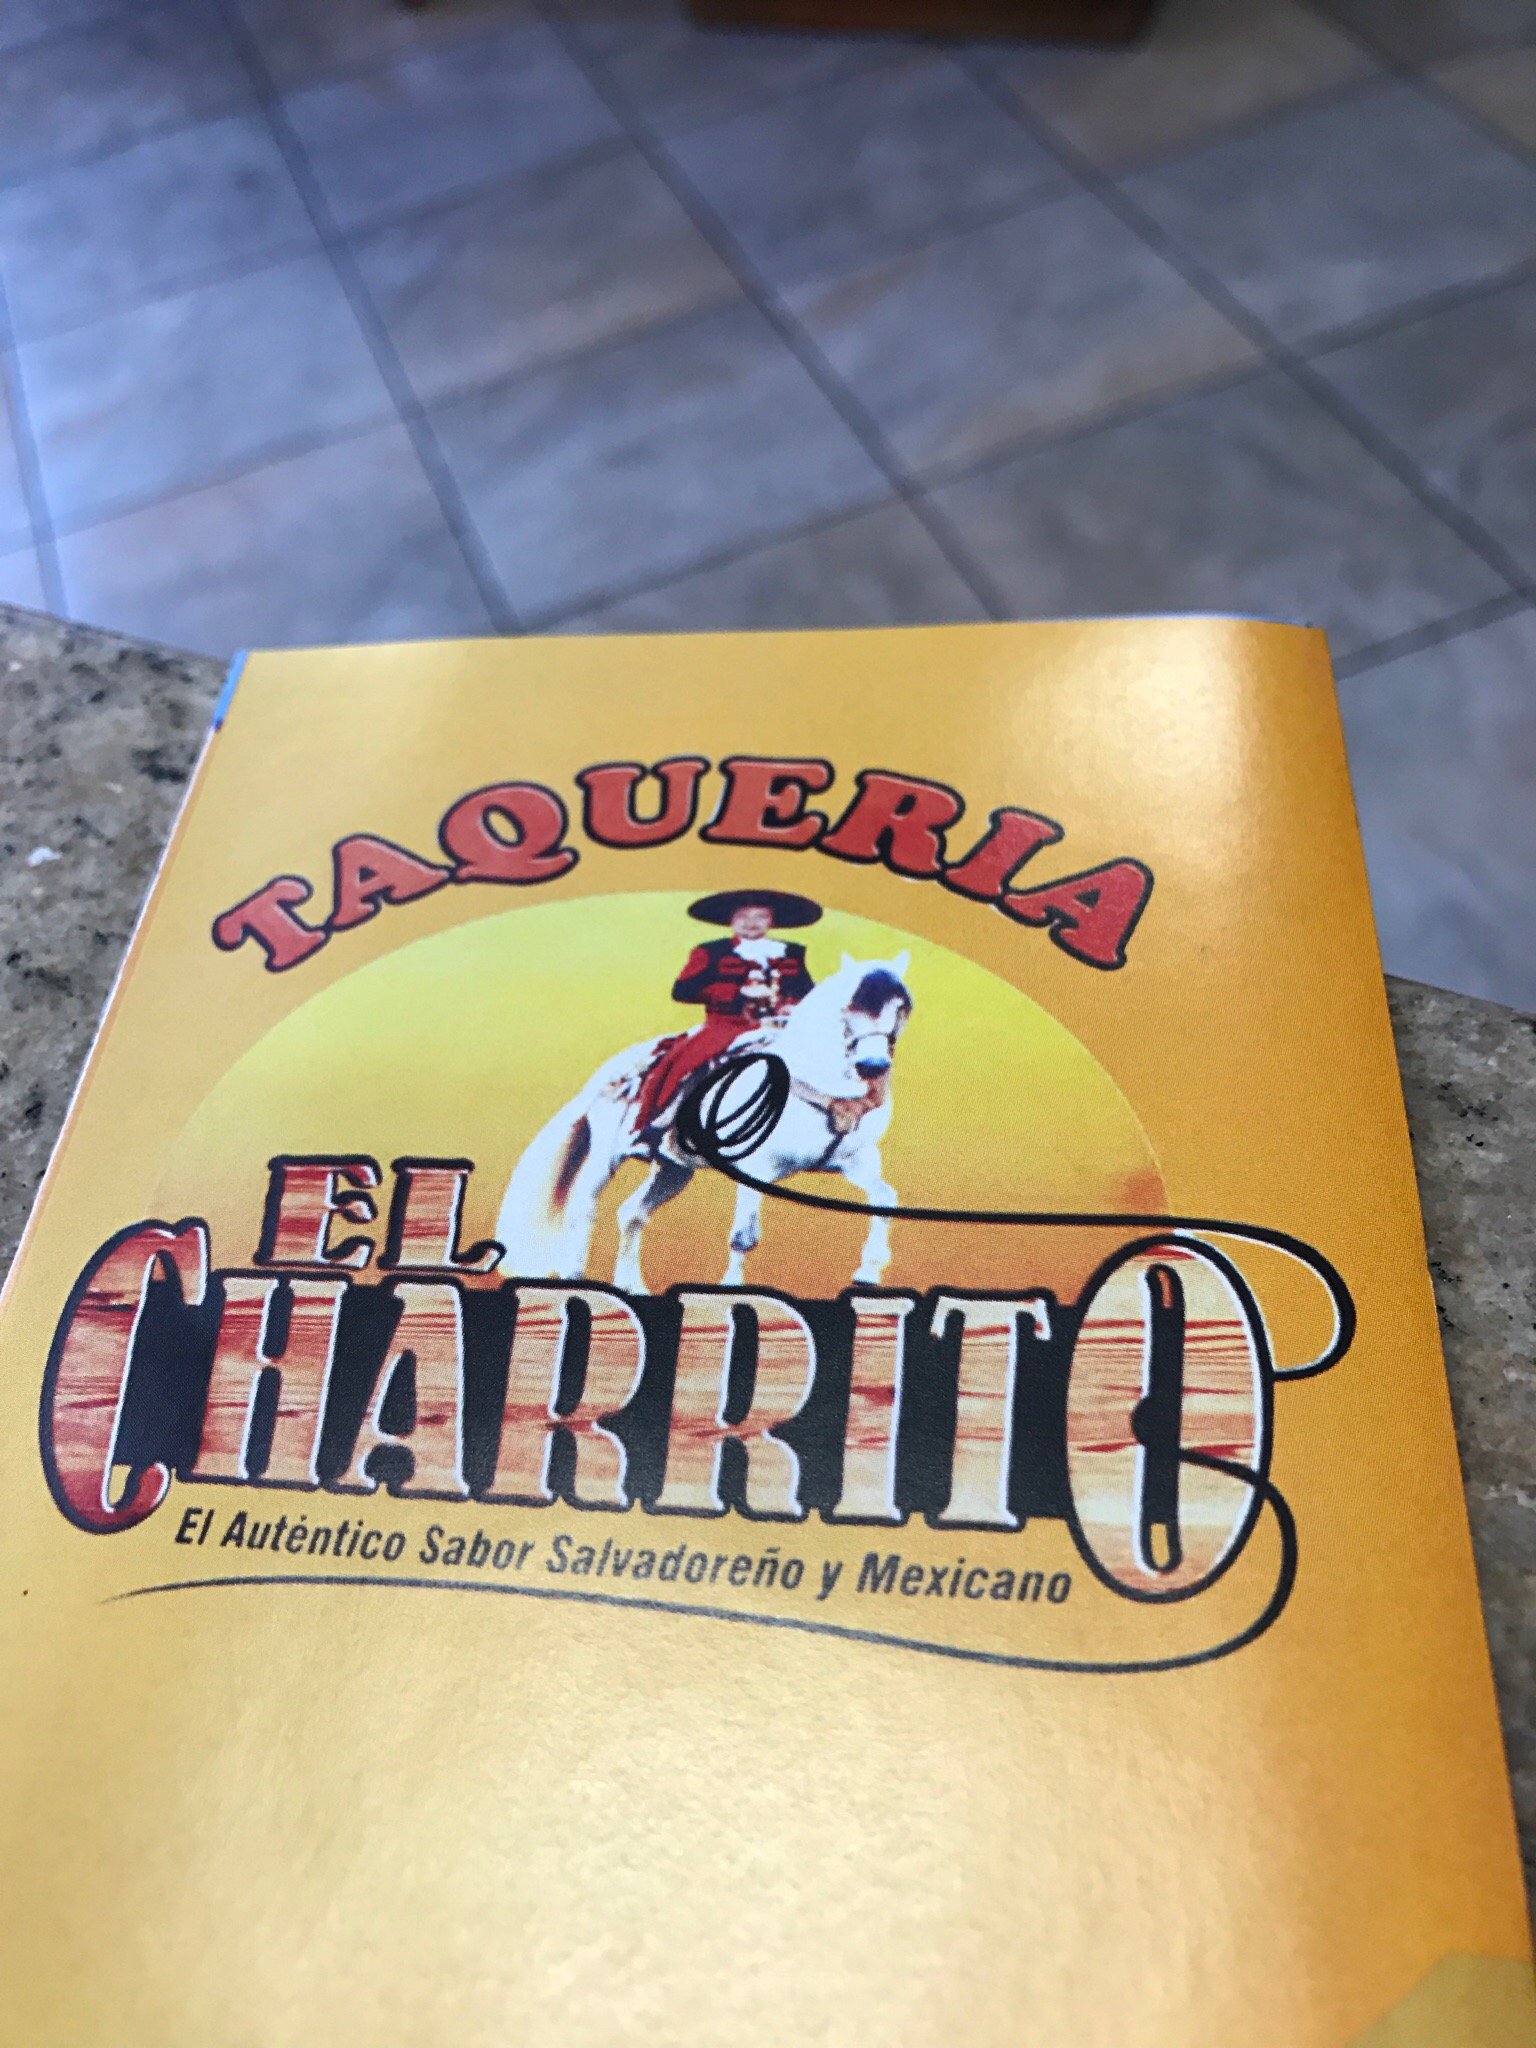 TAQUERIA
EL
CHARRITO
El Auténtico Sabor Salvadoreño y Mexicano